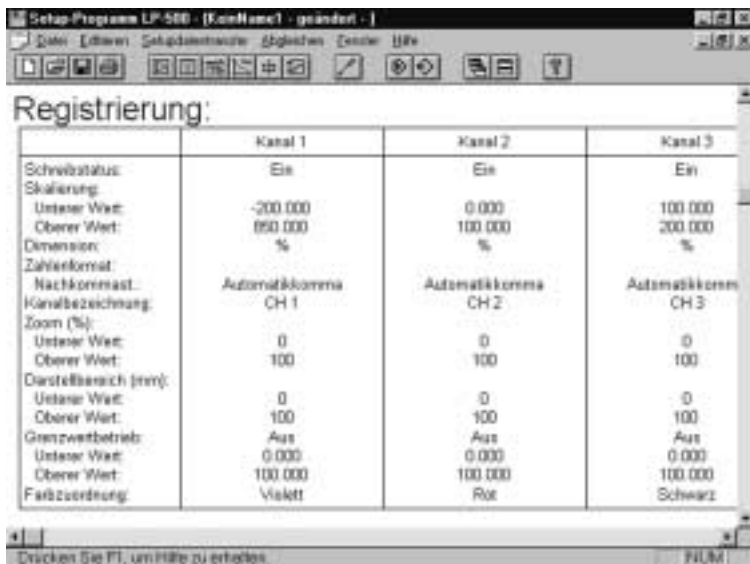 Setup-Programm LP-500 - [KeinName1 - geändert - ]
Datei Editieren Setupdatentransfer Abgleichen Fenster Hilfe
Registrierung:
Kanal 1 Kanal 2 Kanal 3
Schreibstatus: Ein Ein Ein
Skalierung:
Unterer Wert: -200.000 0.000 100.000
Oberer Wert: 850.000 100.000 200.000
Dimension: % % %
Zahlenformat:
Nachkommast.: Automatikkomma Automatikkomma Automatikkomm
Kanalbezeichnung: CH 1 CH 2 CH 3
Zoom (%):
Unterer Wert: 0 0 0
Oberer Wert: 100 100 100
Darstellbereich (mm):
Unterer Wert: 0 0 0
Oberer Wert: 100 100 100
Grenzwertbetrieb: Aus Aus Aus
Unterer Wert: 0.000 0.000 0.000
Oberer Wert: 100.000 100.000 100.000
Farbzuordnung: Violett Rot Schwarz
Drücken Sie F1, um Hilfe zu erhalten. NUM